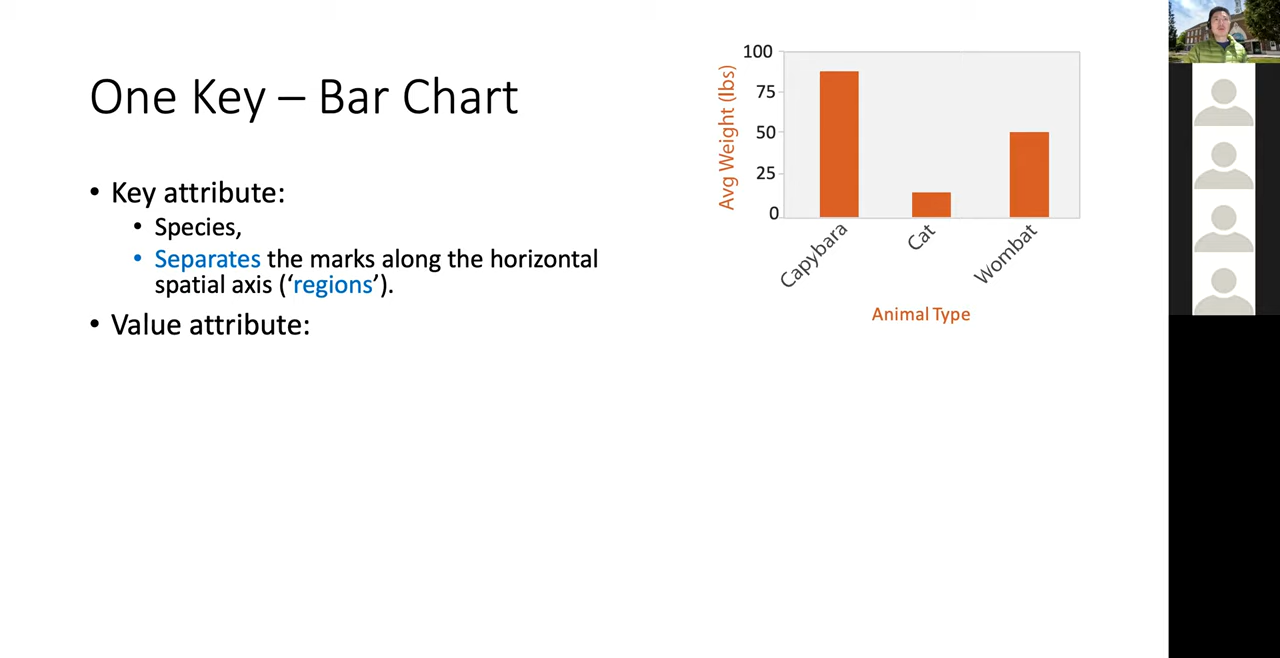 One Key – Bar Chart
• Key attribute:
• Species,
• Separates the marks along the horizontal
spatial axis (‘regions’).
• Value attribute:
Avg Weight (lbs)
100
75
50
25
0
Capybara
Cat
Wombat
Animal Type